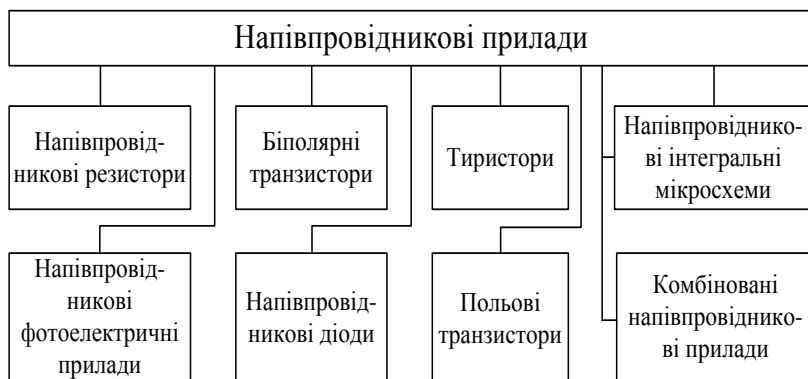 Напівпровідникові прилади
Напівпровід-
никові резистори
Біполярні
транзистори
Тиристори
Напівпровіднико-
ві інтегральні
мікросхеми
Напівпровід-
никові
фотоелектричні
прилади
Напівпровід-
никові діоди
Польові
транзистори
Комбіновані
напівпровіднико-
ві прилади